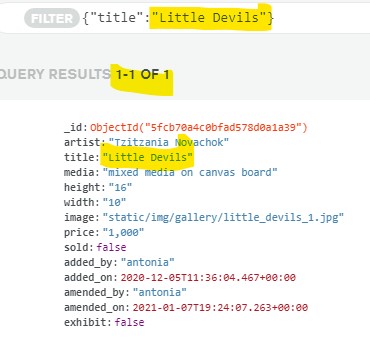 FILTER {"title":"Little Devils"}
QUERY RESULTS 1-1 OF 1
_id: ObjectId("5fcb70a4c0bfad578d0a1a39")
artist: "Tzitzania Novachok"
title: "Little Devils"
media: "mixed media on canvas board"
height: "16"
width: "10"
image: "static/img/gallery/little_devils_1.jpg"
price: "1,000"
sold: false
added_by: "antonia"
added_on: 2020-12-05T11:36:04.467+00:00
amended_by: "antonia"
amended_on: 2021-01-07T19:24:07.263+00:00
exhibit: false